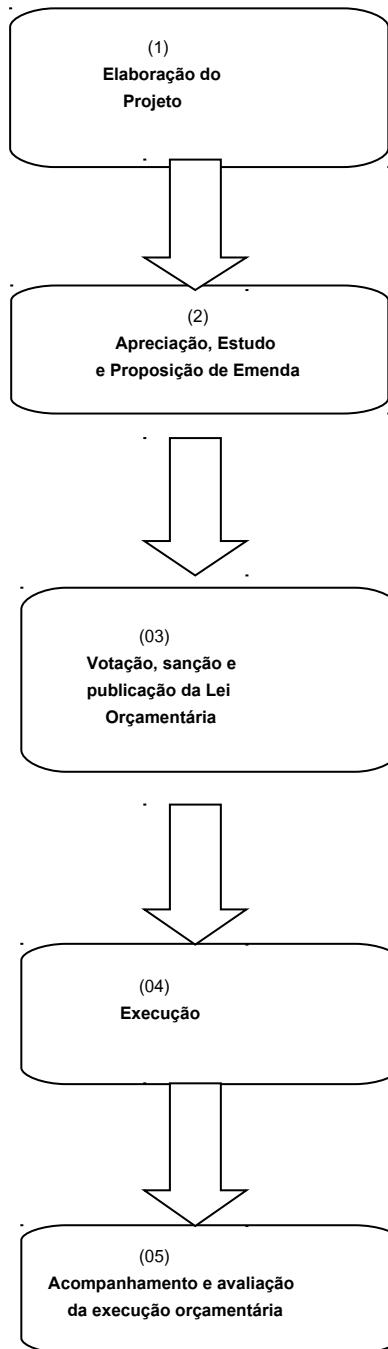 (1)
Elaboração do
Projeto
(2)
Apreciação, Estudo
e Proposição de Emenda
(03)
Votação, sanção e
publicação da Lei
Orçamentária
(04)
Execução
(05)
Acompanhamento e avaliação
da execução orçamentária